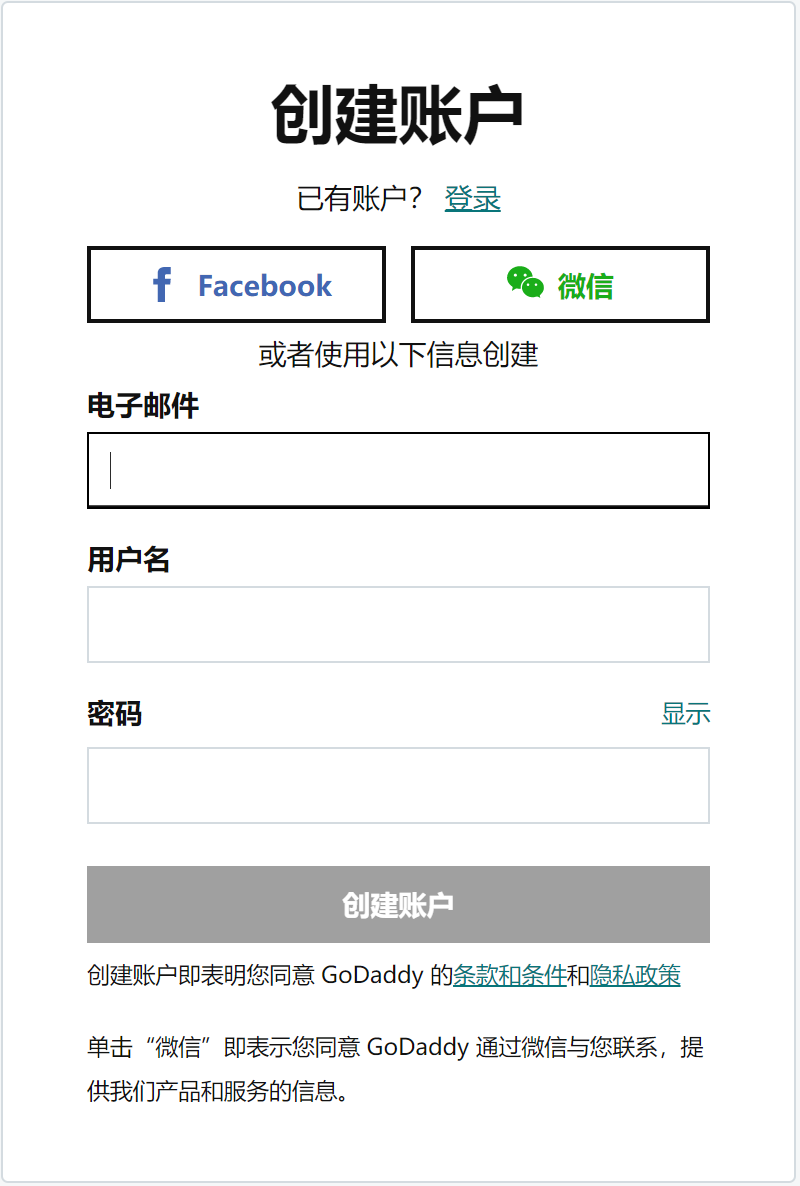 创建账户
已有账户? 登录
Facebook 微信
或者使用以下信息创建
电子邮件
用户名
密码 显示
创建账户
创建账户即表明您同意 GoDaddy 的条款和条件和隐私政策
单击“微信”即表示您同意 GoDaddy 通过微信与您联系，提
供我们产品和服务的信息。